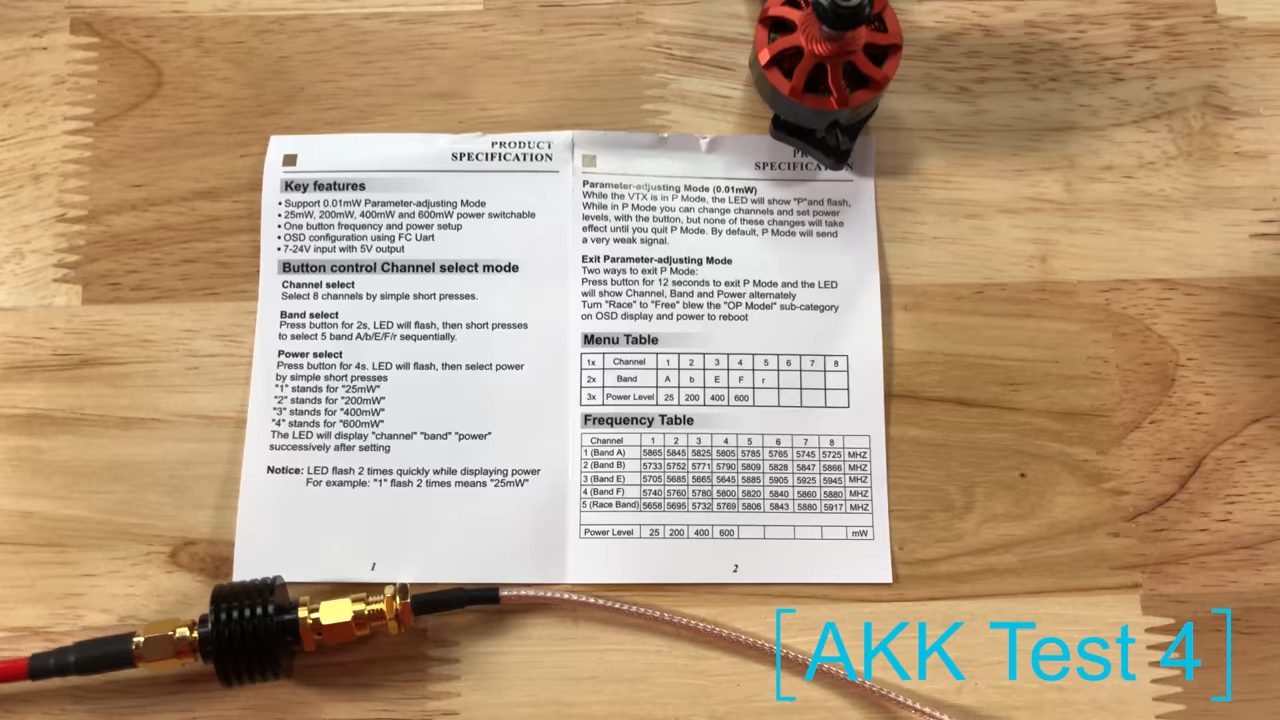 PRODUCT
SPECIFICATION
Key features
• Support 0.01mW Parameter-adjusting Mode
• 25mW, 200mW, 400mW and 600mW power switchable
• One button frequency and power setup
• OSD configuration using FC Uart
• 7-24V input with 5V output
Button control Channel select mode
Channel select
Select 8 channels by simple short presses.
Band select
Press button for 2s, LED will flash, then short presses
to select 5 band A/b/E/F/r sequentially.
Power select
Press button for 4s. LED will flash, then select power
by simple short presses
"1" stands for "25mW"
"2" stands for "200mW"
"3" stands for "400mW"
"4" stands for "600mW"
The LED will display "channel" "band" "power"
successively after setting
Notice: LED flash 2 times quickly while displaying power
For example: "1" flash 2 times means "25mW"
1
SPECIFICATION
Parameter-adjusting Mode (0.01mW)
While the VTX is in P Mode, the LED will show "P"and flash,
While in P Mode you can change channels and set power
levels, with the button, but none of these changes will take
effect until you quit P Mode. By default, P Mode will send
a very weak signal.
Exit Parameter-adjusting Mode
Two ways to exit P Mode:
Press button for 12 seconds to exit P Mode and the LED
will show Channel, Band and Power alternately
Turn "Race" to "Free" blew the "OP Model" sub-category
on OSD display and power to reboot
Menu Table
1x Channel 1 2 3 4 5 6 7 8
2x Band A b E F r
3x Power Level 25 200 400 600
Frequency Table
Channel 1 2 3 4 5 6 7 8
1 (Band A) 5865 5845 5825 5805 5785 5765 5745 5725 MHZ
2 (Band B) 5733 5752 5771 5790 5809 5828 5847 5866 MHZ
3 (Band E) 5705 5685 5665 5645 5885 5905 5925 5945 MHZ
4 (Band F) 5740 5760 5780 5800 5820 5840 5860 5880 MHZ
5 (Race Band) 5658 5695 5732 5769 5806 5843 5880 5917 MHZ
Power Level 25 200 400 600 mW
2
[AKK Test 4]